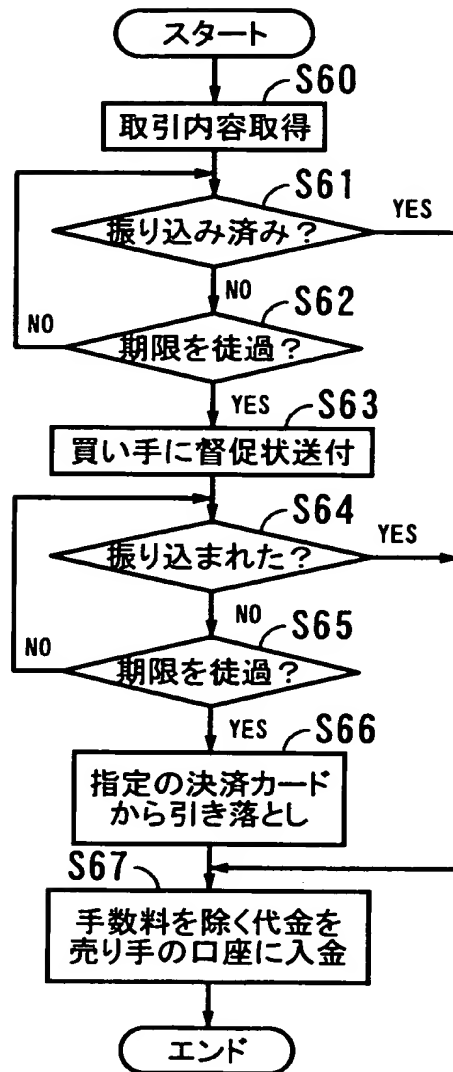 スタート
S60
取引内容取得
S61
振り込み済み?
YES
NO
S62
NO
期限を徒過?
YES
S63
買い手に督促状送付
S64
振り込まれた?
YES
NO
S65
NO
期限を徒過?
YES
S66
指定の決済カード
から引き落とし
S67
手数料を除く代金を
売り手の口座に入金
エンド